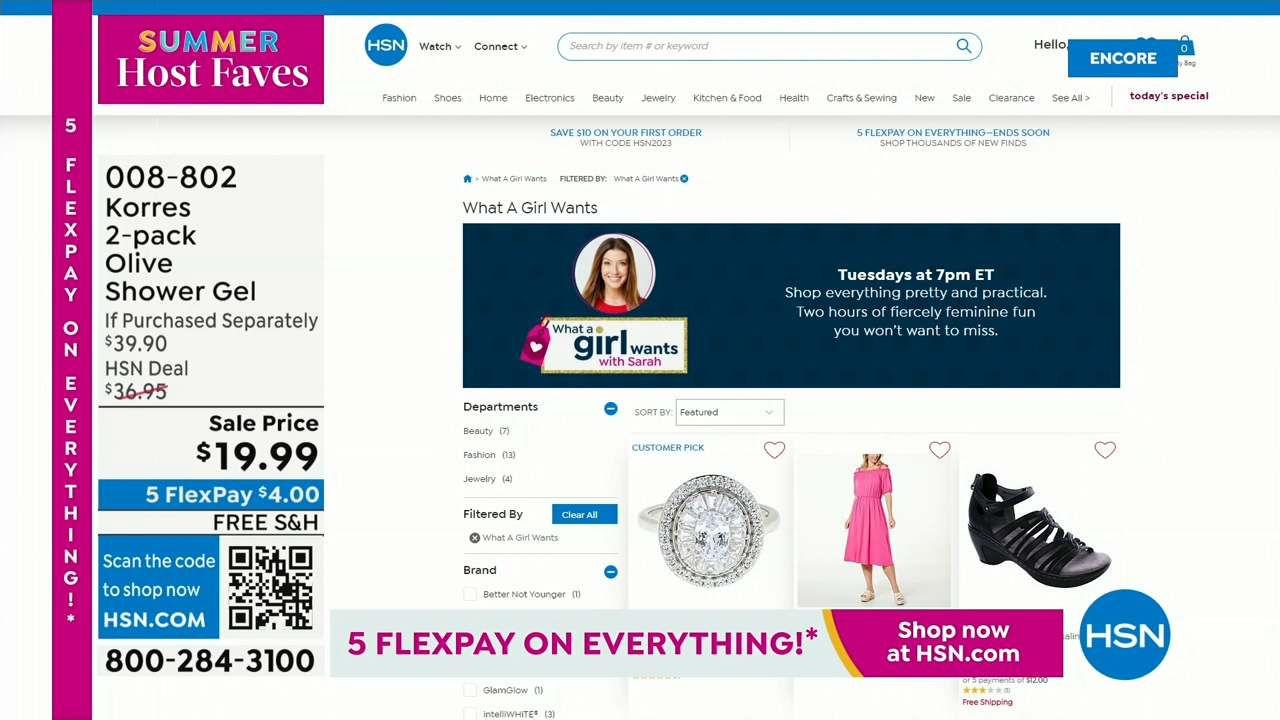 5 FLEXPAY ON EVERYTHING!*
SUMMER
Host Faves
008-802
Korres
2-pack
Olive
Shower Gel
If Purchased Separately
$39.90
HSN Deal
$36.95
Sale Price
$19.99
5 FlexPay $4.00
FREE S&H
Scan the code
to shop now
HSN.COM
800-284-3100
HSN
Watch
Connect
Search by item # or keyword
Hello,
0
ENCORE
Bag
Fashion Shoes Home Electronics Beauty Jewelry Kitchen & Food Health Crafts & Sewing New Sale Clearance See All > today's special
SAVE $10 ON YOUR FIRST ORDER
WITH CODE HSN2023
5 FLEXPAY ON EVERYTHING—ENDS SOON
SHOP THOUSANDS OF NEW FINDS
> What A Girl Wants FILTERED BY: What A Girl Wants
What A Girl Wants
What a
girl wants
with Sarah
Tuesdays at 7pm ET
Shop everything pretty and practical.
Two hours of fiercely feminine fun
you won't want to miss.
Departments
Beauty (7)
Fashion (13)
Jewelry (4)
Filtered By
Clear All
What A Girl Wants
Brand
Better Not Younger (1)
GlamGlow (1)
intelliWHiTE® (3)
SORT BY: Featured
CUSTOMER PICK
or 5 payments of $12.00
(1)
Free Shipping
5 FLEXPAY ON EVERYTHING!*
Shop now
at HSN.com
HSN